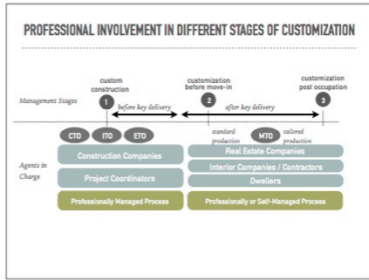 PROFESSIONAL INVOLVEMENT IN DIFFERENT STAGES OF CUSTOMIZATION
custom
construction
customization
before move-in
customization
post occupation
Management Stages
1
before key delivery
2
after key delivery
3
CTO
ITO
ETO
standard
production
MTO
tailored
production
Agents in
Charge
Construction Companies
Project Coordinators
Real Estate Companies
Interior Companies / Contractors
Dwellers
Professionally Managed Process
Professionally or Self-Managed Process